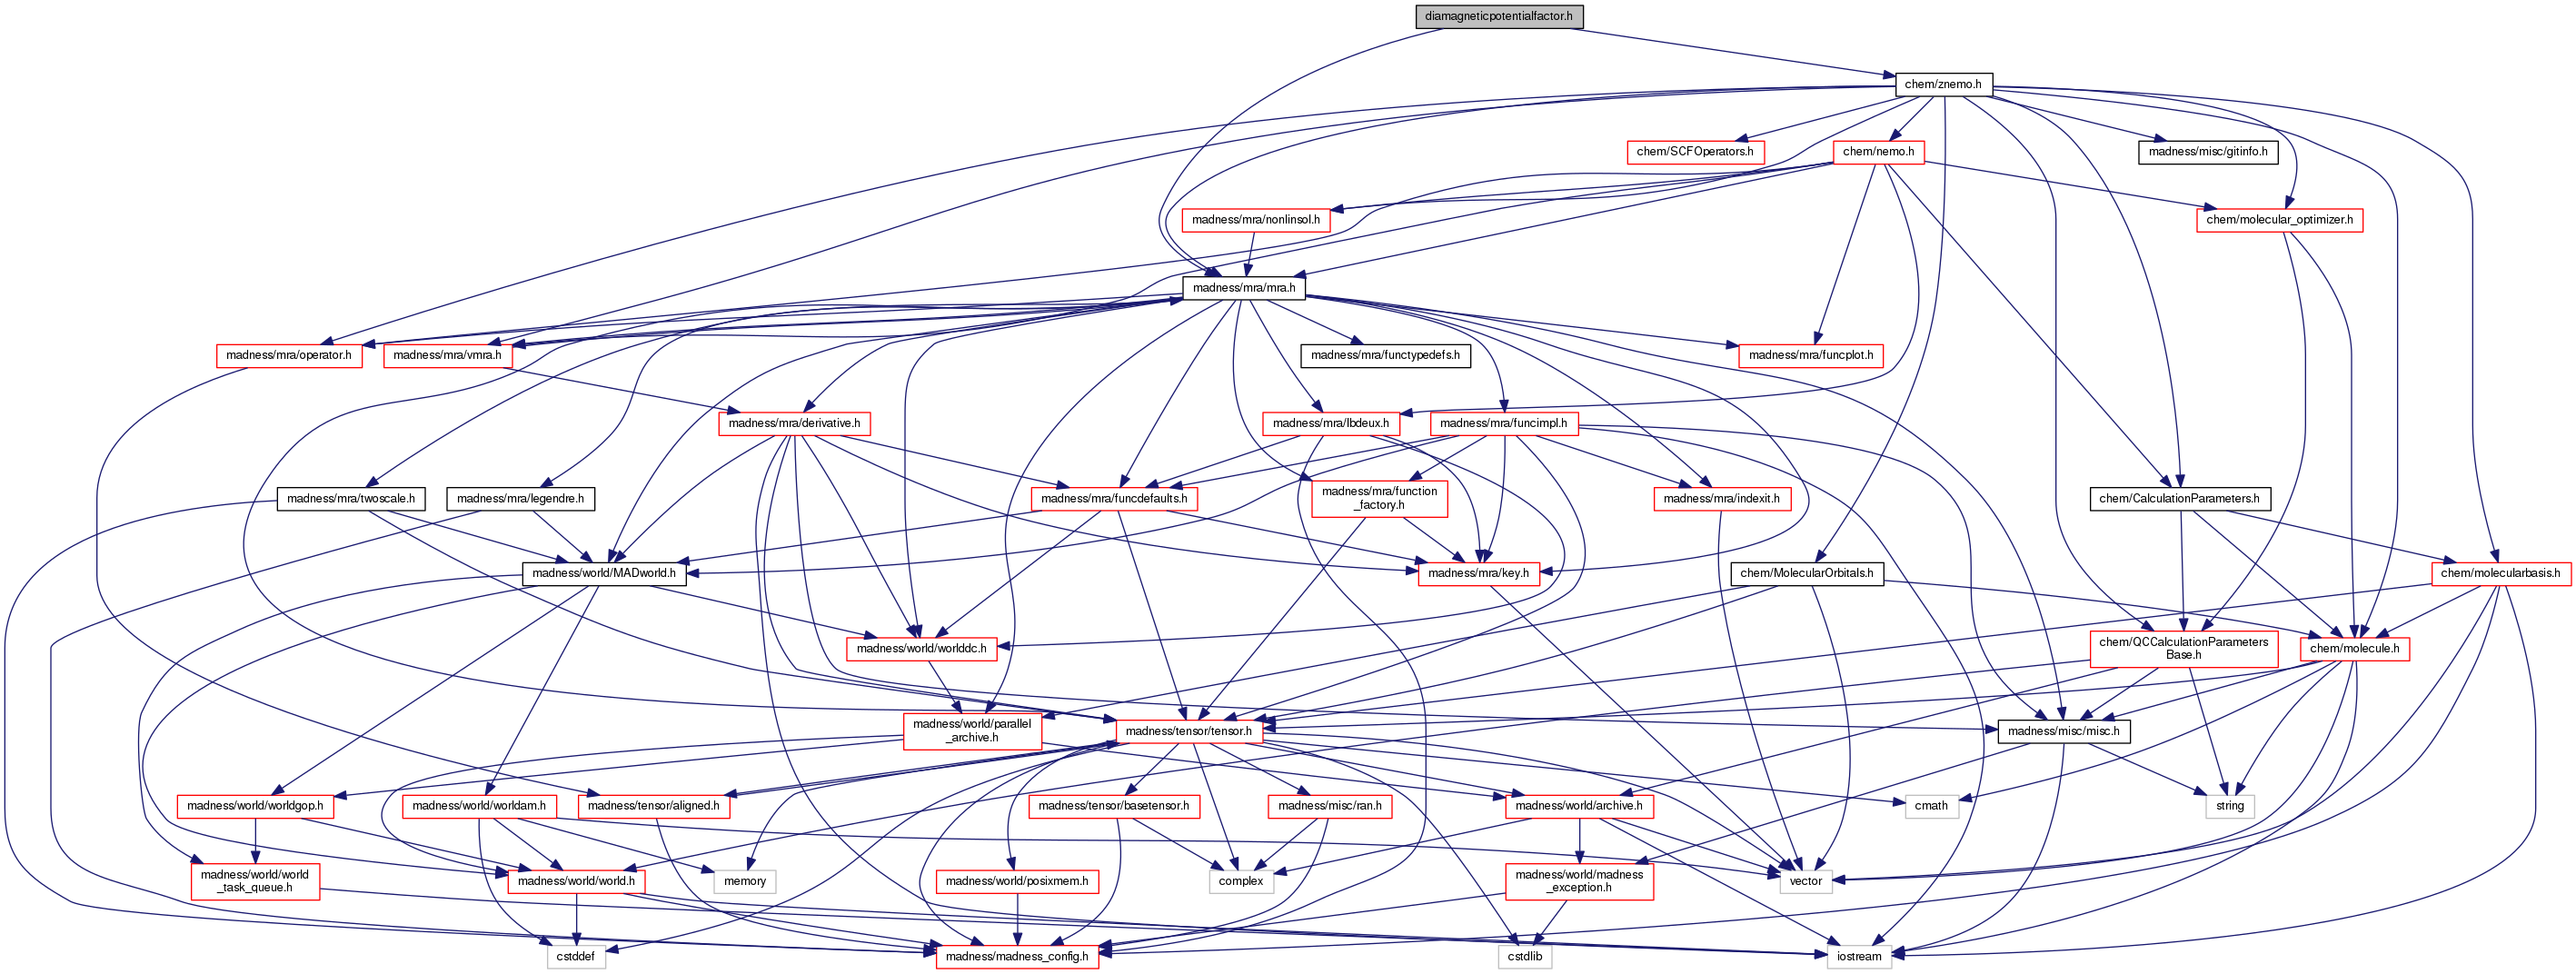 diamagneticpotentialfactor.h
chem/znemo.h
chem/SCFOperators.h
chem/nemo.h
madness/misc/gitinfo.h
madness/mra/nonlinsol.h
chem/molecular_optimizer.h
madness/mra/mra.h
madness/mra/operator.h
madness/mra/vmra.h
madness/mra/functypedefs.h
madness/mra/funcplot.h
madness/mra/derivative.h
madness/mra/lbdeux.h
madness/mra/funcimpl.h
madness/mra/twoscale.h
madness/mra/legendre.h
madness/mra/funcdefaults.h
madness/mra/function
_factory.h
madness/mra/indexit.h
chem/CalculationParameters.h
madness/world/MADworld.h
madness/mra/key.h
chem/MolecularOrbitals.h
chem/molecularbasis.h
madness/world/worlddc.h
chem/QCCalculationParameters
Base.h
chem/molecule.h
madness/world/parallel
_archive.h
madness/tensor/tensor.h
madness/misc/misc.h
madness/world/worldgop.h
madness/world/worldam.h
madness/tensor/aligned.h
madness/tensor/basetensor.h
madness/misc/ran.h
madness/world/archive.h
cmath
string
madness/world/world
_task_queue.h
madness/world/world.h
memory
madness/world/posixmem.h
complex
madness/world/madness
_exception.h
vector
cstddef
madness/madness_config.h
cstdlib
iostream